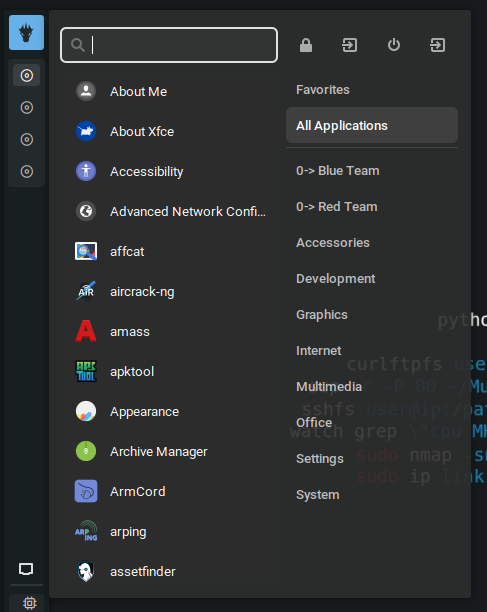 About Me
About Xfce
Accessibility
Advanced Network Confi...
affcat
aircrack-ng
amass
apktool
Appearance
Archive Manager
ArmCord
arping
assetfinder
Favorites
All Applications
0-> Blue Team
0-> Red Team
Accessories
Development
Graphics
Internet
Multimedia
Office
Settings
System
pytho
curlftpfs use
-P 80 ~/Mu
sshfs user@ip:/pat
watch grep \"cpu MH
sudo nmap -sn
sudo ip link